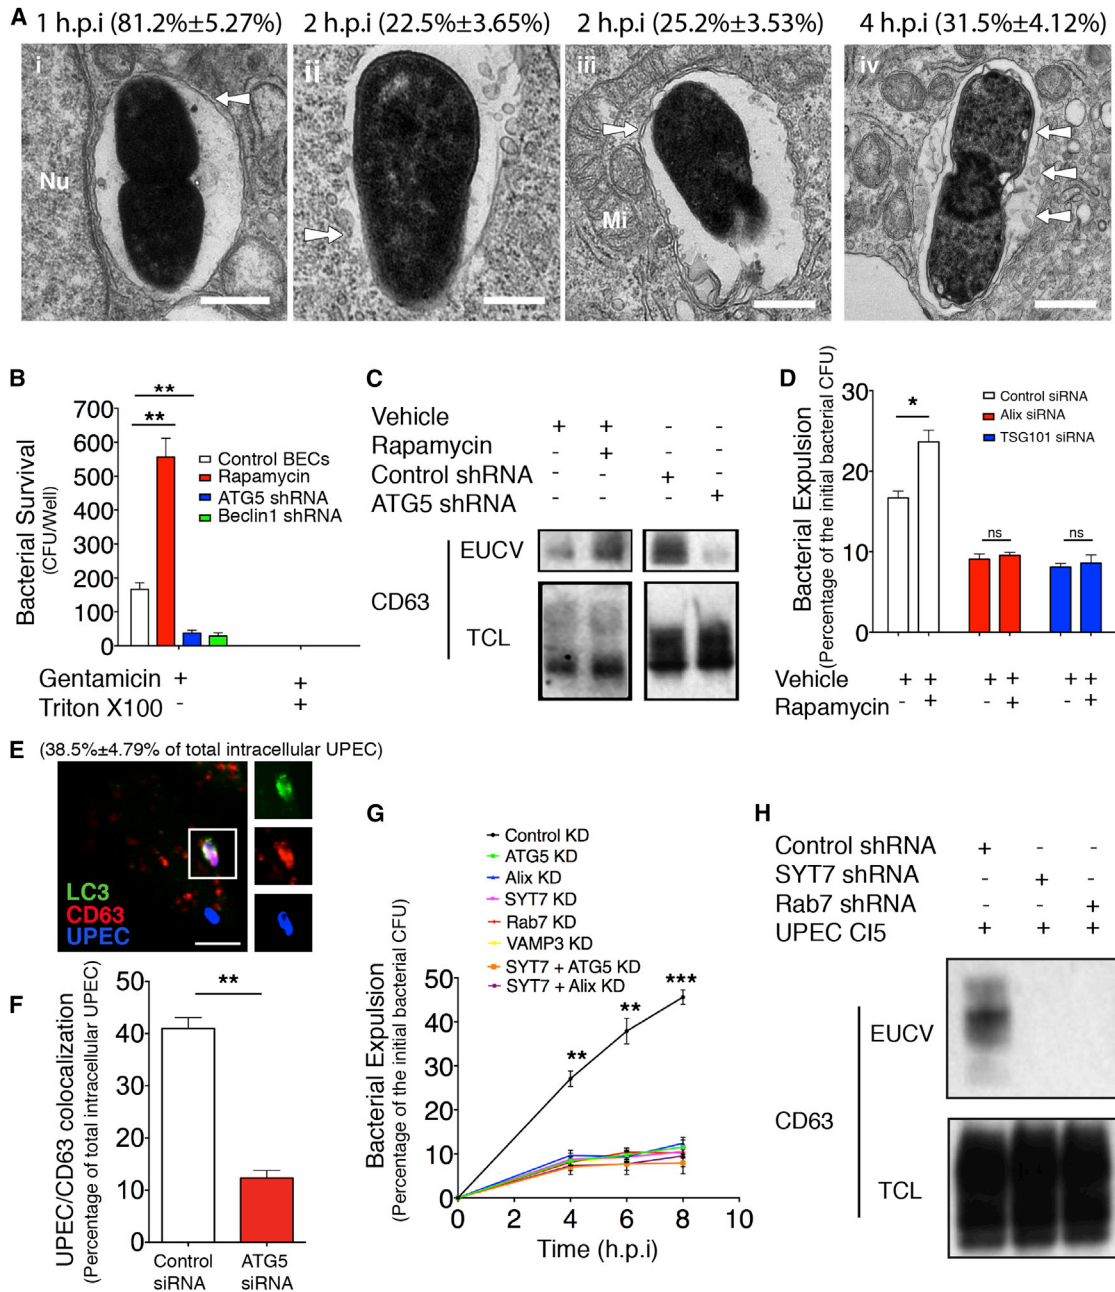 A
1 h.p.i (81.2%±5.27%)
2 h.p.i (22.5%±3.65%)
2 h.p.i (25.2%±3.53%)
4 h.p.i (31.5%±4.12%)
i
ii
iii
iv
Nu
Mi
B
Bacterial Survival
(CFU/Well)
700
600
500
400
300
200
100
0
**
**
Control BECs
Rapamycin
ATG5 shRNA
Beclin1 shRNA
Gentamicin + +
Triton X100 - +
C
Vehicle + + - -
Rapamycin - + - -
Control shRNA - - + -
ATG5 shRNA - - - +
EUCV
CD63
TCL
D
Bacterial Expulsion
(Percentage of the initial bacterial CFU)
30
20
10
0
*
ns
ns
Control siRNA
Alix siRNA
TSG101 siRNA
Vehicle + + + + + +
Rapamycin - + - + - +
E (38.5%±4.79% of total intracellular UPEC)
LC3
CD63
UPEC
F
UPEC/CD63 colocalization
(Percentage of total intracellular UPEC)
50
40
30
20
10
0
**
Control siRNA
ATG5 siRNA
G
Control KD
ATG5 KD
Alix KD
SYT7 KD
Rab7 KD
VAMP3 KD
SYT7 + ATG5 KD
SYT7 + Alix KD
Bacterial Expulsion
(Percentage of the initial bacterial CFU)
50
40
30
20
10
0
**
**
***
0 2 4 6 8 10
Time (h.p.i)
H
Control shRNA + - -
SYT7 shRNA - + -
Rab7 shRNA - - +
UPEC CI5 + + +
EUCV
CD63
TCL